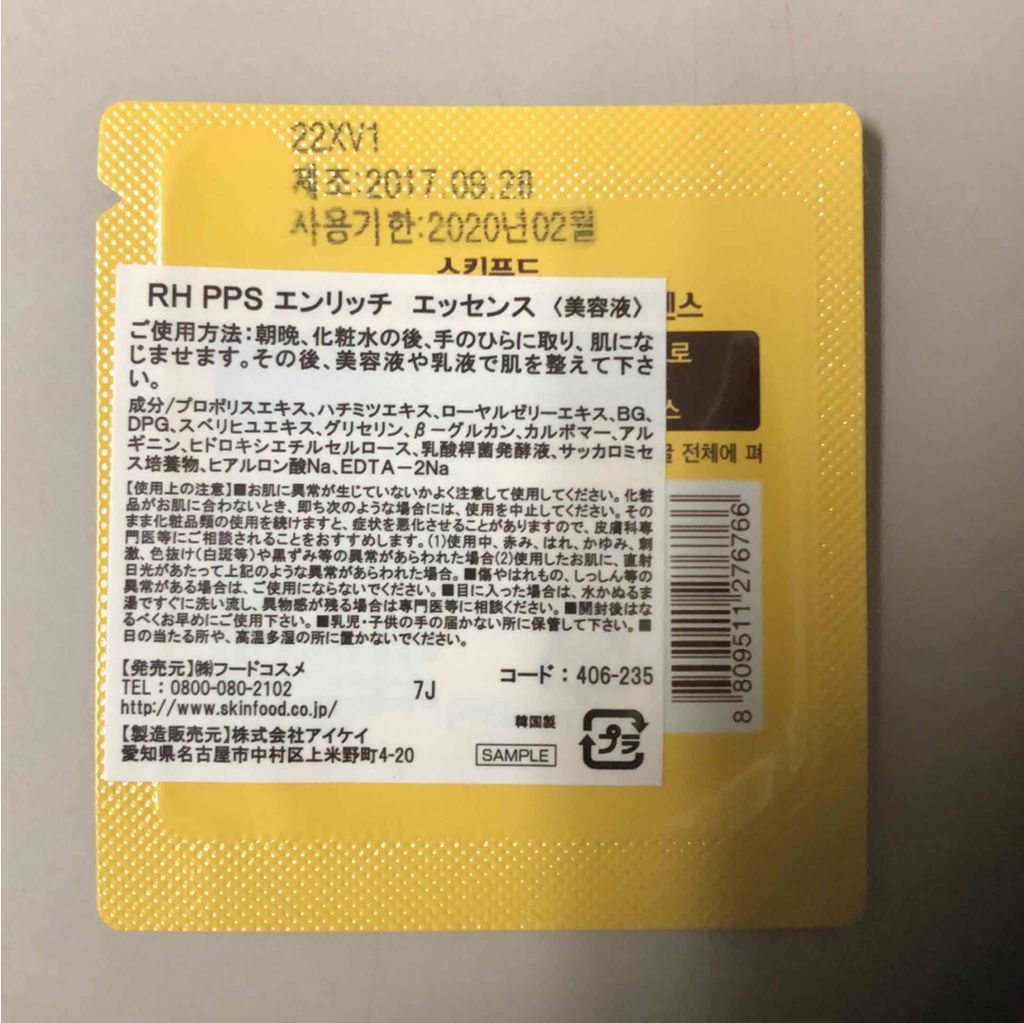 22XV1
제조:2017.09.28
사용기한:2020년02월
스킨푸드
RH PPS エンリッチ エッセンス 〈美容液〉
ご使用方法:朝晩、化粧水の後、手のひらに取り、肌にな
じませます。その後、美容液や乳液で肌を整えて下さ
い。
成分/プロポリスエキス、ハチミツエキス、ローヤルゼリーエキス、BG、
DPG、スベリヒユエキス、グリセリン、β-グルカン、カルボマー、アル
ギニン、ヒドロキシエチルセルロース、乳酸桿菌発酵液、サッカロミセ
ス培養物、ヒアルロン酸Na、EDTA-2Na
【使用上の注意】■お肌に異常が生じていないかよく注意して使用してください。化粧
品がお肌に合わないとき、即ち次のような場合には、使用を中止してください。その
まま化粧品類の使用を続けますと、症状を悪化させることがありますので、皮膚科専
門医等にご相談されることをおすすめします。(1)使用中、赤み、はれ、かゆみ、刺
激、色抜け(白斑等)や黒ずみ等の異常があらわれた場合(2)使用したお肌に、直射
日光があたって上記のような異常があらわれた場合。■傷やはれもの、しっしん等の
異常がある場合は、ご使用にならないでください。■目に入った場合は、水かぬるま
湯ですぐに洗い流し、異物感が残る場合は専門医等に相談ください。■開封後はな
るべくお早めにご使用下さい。■乳児・子供の手の届かない所に保管して下さい。■
日の当たる所や、高温多湿の所に置かないでください。
【発売元】㈱フードコスメ
TEL : 0800-080-2102
7J
コード : 406-235
http://www.skinfood.co.jp/
【製造販売元】株式会社アイケイ
愛知県名古屋市中村区上米野町4-20
韓国製
SAMPLE
プラ
센스
로
스
글 전체에 펴
8 809511 276766